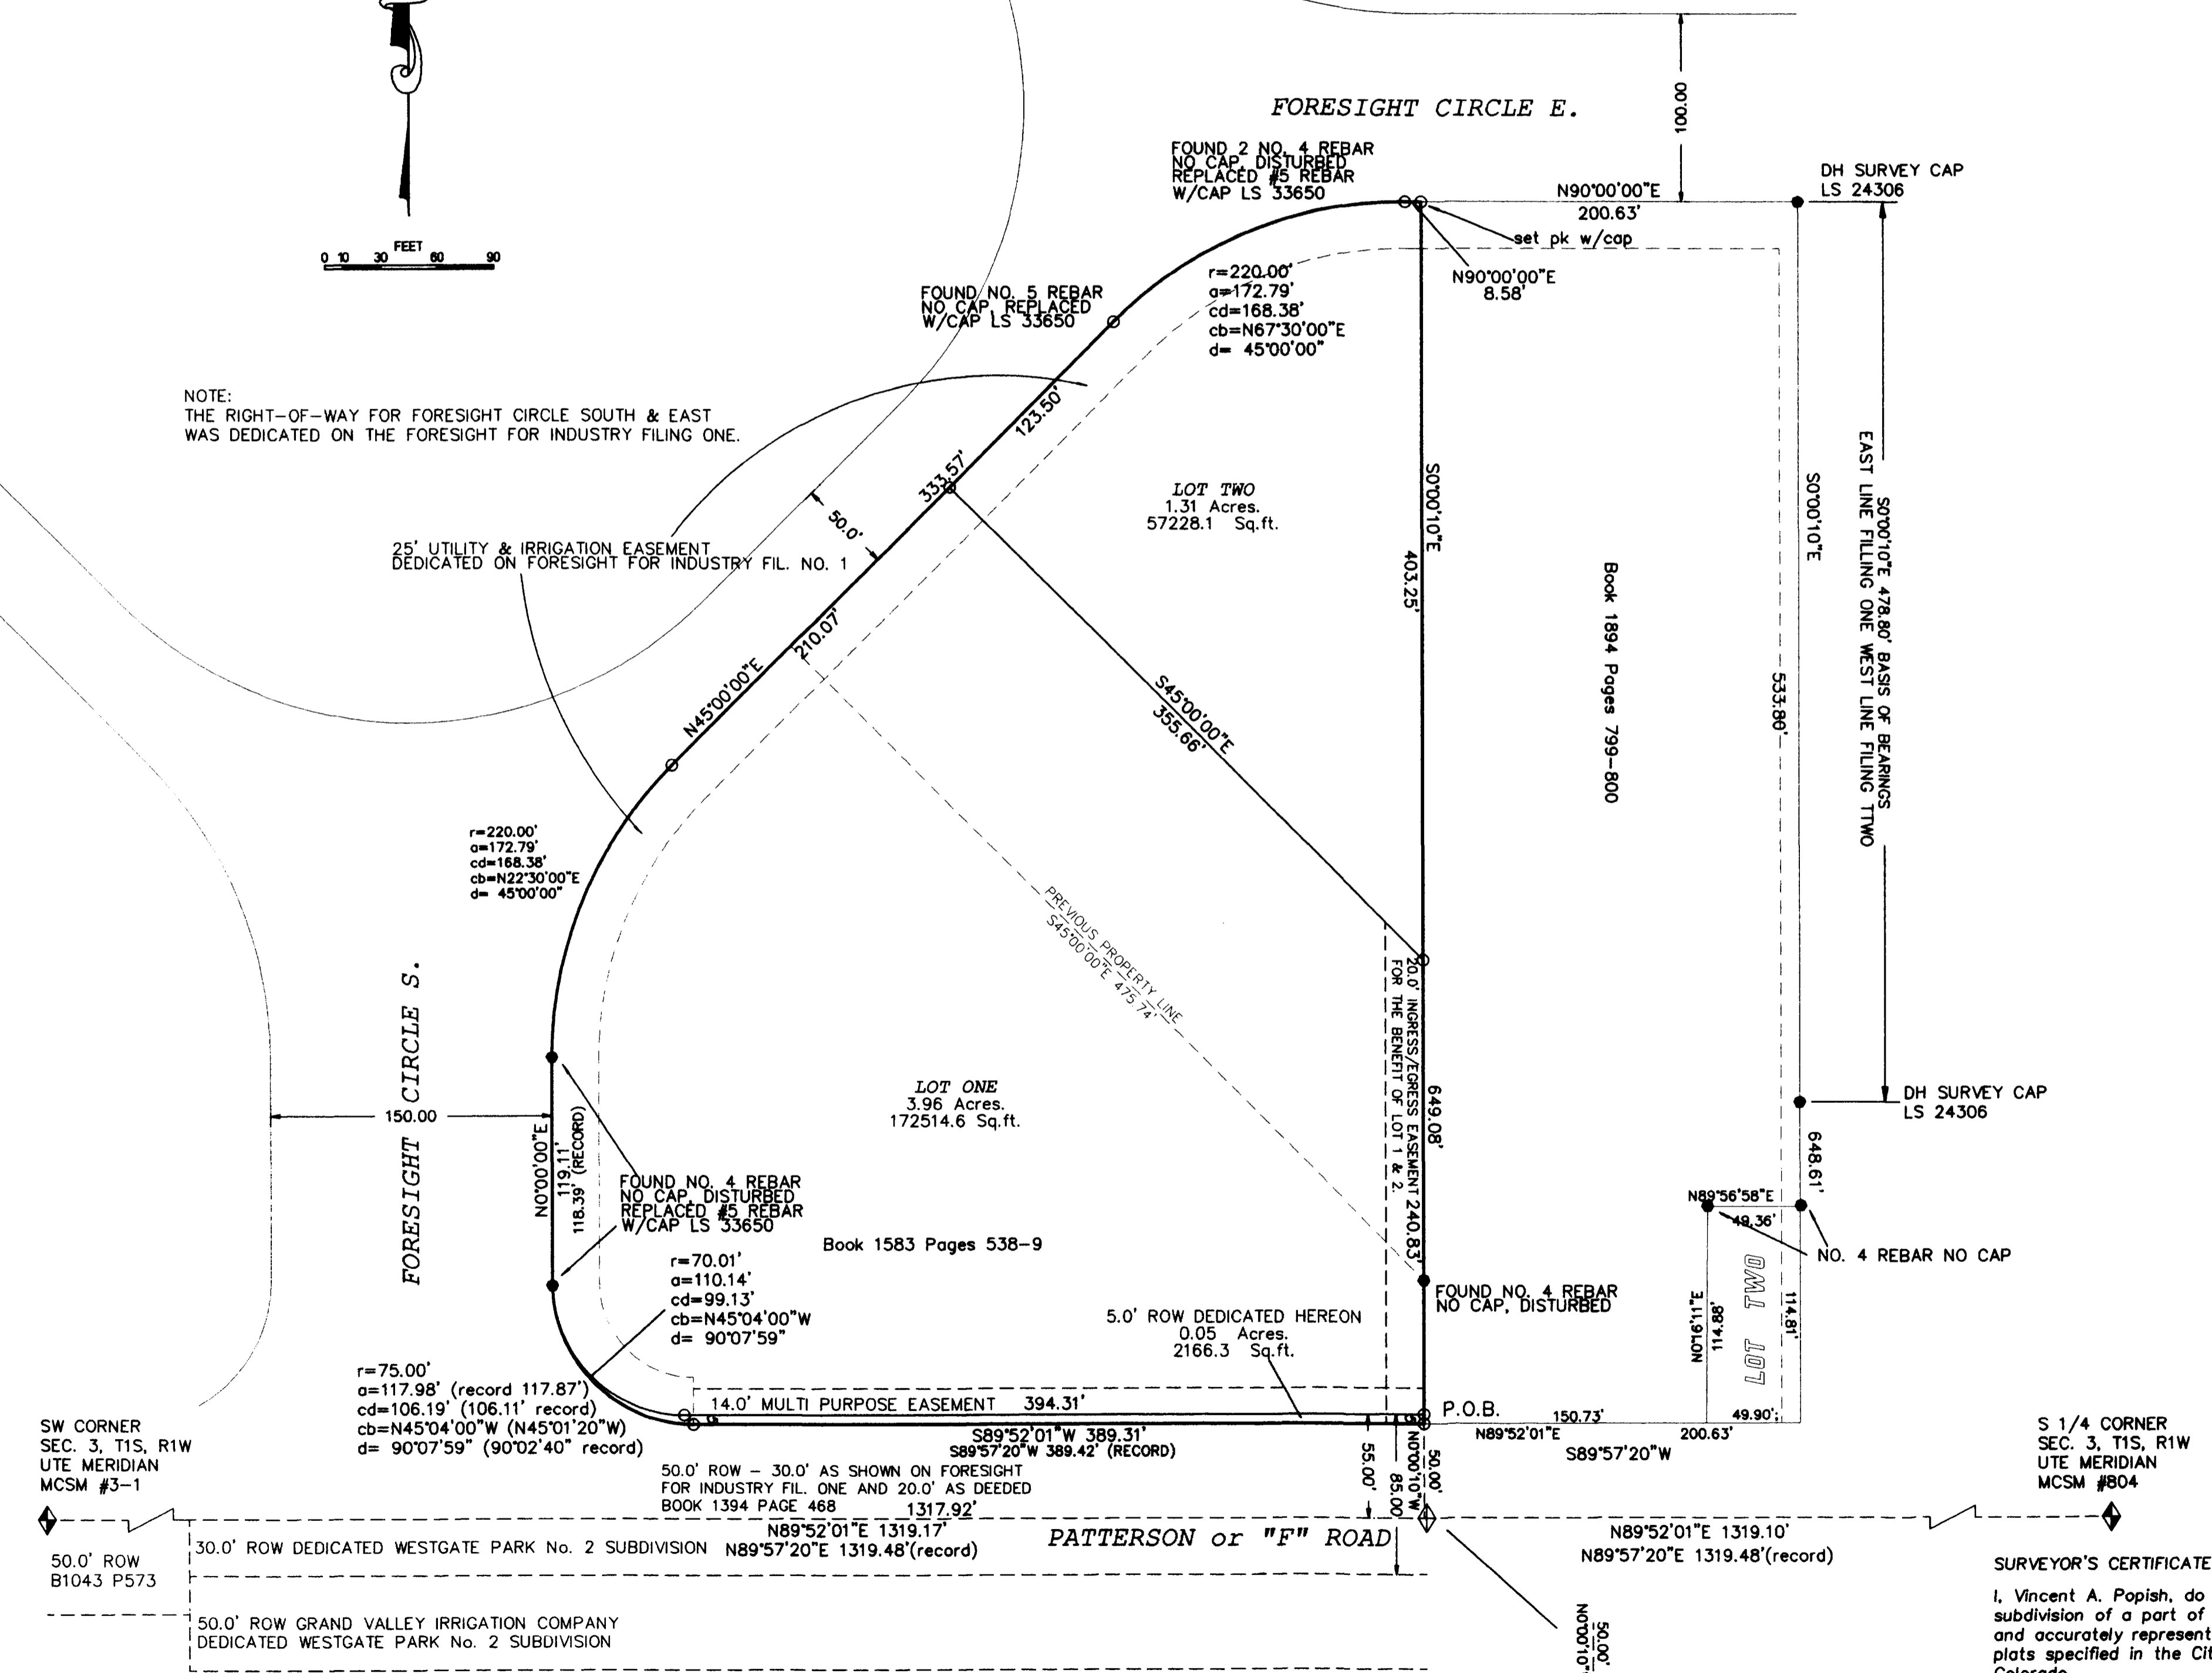 FORESIGHT CIRCLE E.
100.00
FOUND 2 NO. 4 REBAR
NO CAP, DISTURBED
REPLACED #5 REBAR
W/CAP LS 33650
N90°00'00"E
200.63'
DH SURVEY CAP
LS 24306
set pk w/cap
N90°00'00"E
8.58'
FEET
0 10 30 60 90
FOUND NO. 5 REBAR
NO CAP, REPLACED
W/CAP LS 33650
r=220.00'
a=172.79'
cd=168.38'
cb=N67°30'00"E
d= 45°00'00"
NOTE:
THE RIGHT-OF-WAY FOR FORESIGHT CIRCLE SOUTH & EAST
WAS DEDICATED ON THE FORESIGHT FOR INDUSTRY FILING ONE.
123.50'
333.57'
50.0'
LOT TWO
1.31 Acres.
57228.1 Sq.ft.
S0°00'10"E
403.25'
S0°00'10"E
S0°00'10"E 478.80' BASIS OF BEARINGS
EAST LINE FILLING ONE WEST LINE FILING TTWO
25' UTILITY & IRRIGATION EASEMENT
DEDICATED ON FORESIGHT FOR INDUSTRY FIL. NO. 1
Book 1894 Pages 799-800
533.80'
210.07'
N45°00'00"E
S45°00'00"E
355.66'
r=220.00'
a=172.79'
cd=168.38'
cb=N22°30'00"E
d= 45°00'00"
PREVIOUS PROPERTY LINE
S45°00'00"E 475.74'
20.0' INGRESS/EGRESS EASEMENT 240.83'
FOR THE BENEFIT OF LOT 1 & 2.
649.08'
FORESIGHT CIRCLE S.
150.00
LOT ONE
3.96 Acres.
172514.6 Sq.ft.
DH SURVEY CAP
LS 24306
648.61'
N0°00'00"E
119.11'
118.39' (RECORD)
FOUND NO. 4 REBAR
NO CAP, DISTURBED
REPLACED #5 REBAR
W/CAP LS 33650
N89°56'58"E
49.36'
NO. 4 REBAR NO CAP
Book 1583 Pages 538-9
r=70.01'
a=110.14'
cd=99.13'
cb=N45°04'00"W
d= 90°07'59"
FOUND NO. 4 REBAR
NO CAP, DISTURBED
N0°16'11"E
114.88'
LOT TWO
114.81'
5.0' ROW DEDICATED HEREON
0.05 Acres.
2166.3 Sq.ft.
r=75.00'
a=117.98' (record 117.87')
cd=106.19' (106.11' record)
cb=N45°04'00"W (N45°01'20"W)
d= 90°07'59" (90°02'40" record)
14.0' MULTI PURPOSE EASEMENT 394.31'
P.O.B.
150.73'
49.90'
S89°52'01"W 389.31'
S89°57'20"W 389.42' (RECORD)
N89°52'01"E
200.63'
S89°57'20"W
55.00'
85.00
N0°00'10"W
50.00'
SW CORNER
SEC. 3, T1S, R1W
UTE MERIDIAN
MCSM #3-1
S 1/4 CORNER
SEC. 3, T1S, R1W
UTE MERIDIAN
MCSM #804
50.0' ROW - 30.0' AS SHOWN ON FORESIGHT
FOR INDUSTRY FIL. ONE AND 20.0' AS DEEDED
BOOK 1394 PAGE 468
1317.92'
N89°52'01"E 1319.17'
N89°57'20"E 1319.48'(record)
PATTERSON or "F" ROAD
N89°52'01"E 1319.10'
N89°57'20"E 1319.48'(record)
50.0' ROW
B1043 P573
30.0' ROW DEDICATED WESTGATE PARK No. 2 SUBDIVISION
50.0' ROW GRAND VALLEY IRRIGATION COMPANY
DEDICATED WESTGATE PARK No. 2 SUBDIVISION
50.00'
N0°00'10"
SURVEYOR'S CERTIFICATE
I, Vincent A. Popish, do
subdivision of a part of
and accurately represent
plats specified in the Cit